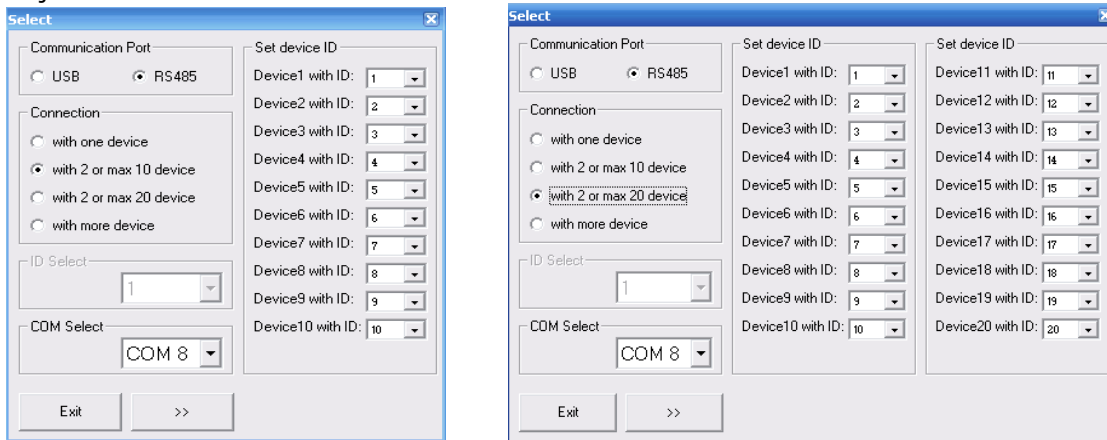 Select
Communication Port
USB RS485
Connection
with one device
with 2 or max 10 device
with 2 or max 20 device
with more device
ID Select
1
COM Select
COM 8
Exit >>
Set device ID
Device1 with ID: 1
Device2 with ID: 2
Device3 with ID: 3
Device4 with ID: 4
Device5 with ID: 5
Device6 with ID: 6
Device7 with ID: 7
Device8 with ID: 8
Device9 with ID: 9
Device10 with ID: 10
Select
Communication Port
USB RS485
Connection
with one device
with 2 or max 10 device
with 2 or max 20 device
with more device
ID Select
1
COM Select
COM 8
Exit >>
Set device ID
Device1 with ID: 1
Device2 with ID: 2
Device3 with ID: 3
Device4 with ID: 4
Device5 with ID: 5
Device6 with ID: 6
Device7 with ID: 7
Device8 with ID: 8
Device9 with ID: 9
Device10 with ID: 10
Set device ID
Device11 with ID: 11
Device12 with ID: 12
Device13 with ID: 13
Device14 with ID: 14
Device15 with ID: 15
Device16 with ID: 16
Device17 with ID: 17
Device18 with ID: 18
Device19 with ID: 19
Device20 with ID: 20